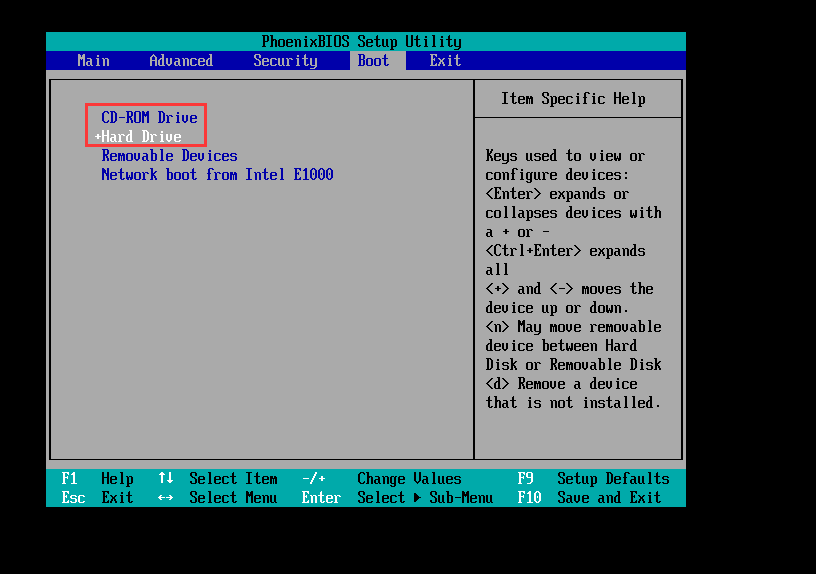 PhoenixBIOS Setup Utility
Main Advanced Security Boot Exit
CD-ROM Drive
+Hard Drive
Removable Devices
Network boot from Intel E1000
Item Specific Help
Keys used to view or
configure devices:
<Enter> expands or
collapses devices with
a + or -
<Ctrl+Enter> expands
all
<+> and <-> moves the
device up or down.
<n> May move removable
device between Hard
Disk or Removable Disk
<d> Remove a device
that is not installed.
F1 Help ↑↓ Select Item -/+ Change Values F9 Setup Defaults
Esc Exit ↔ Select Menu Enter Select ▶ Sub-Menu F10 Save and Exit